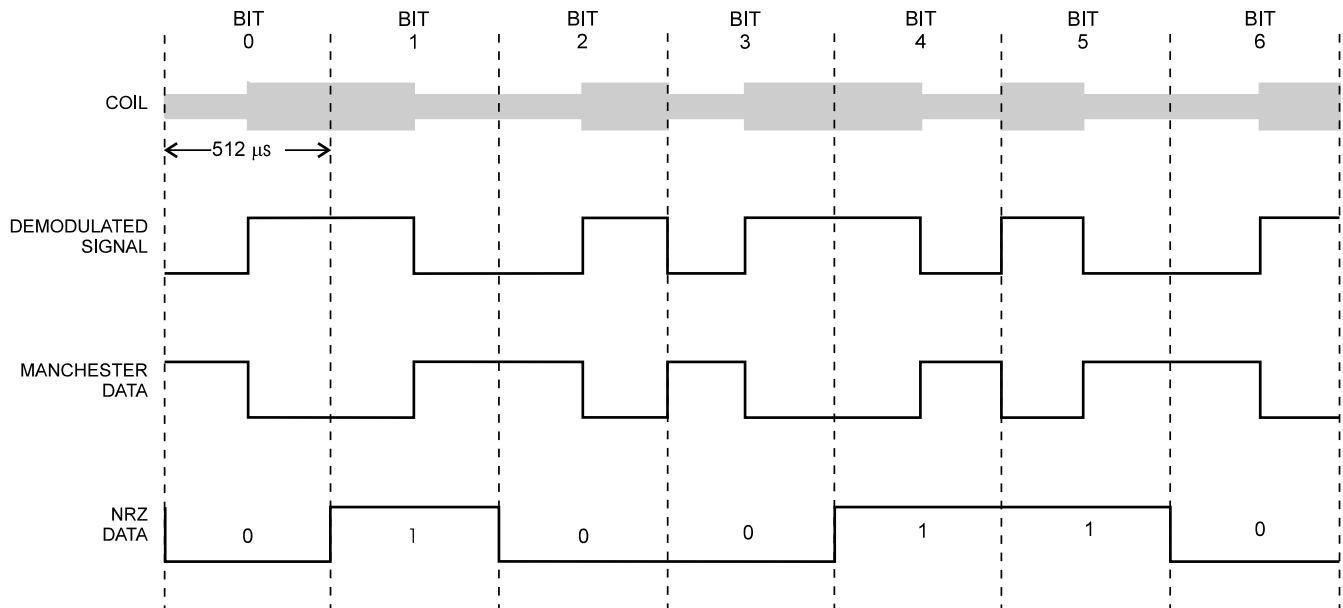 BIT 0
BIT 1
BIT 2
BIT 3
BIT 4
BIT 5
BIT 6
COIL
512 µs
DEMODULATED
SIGNAL
MANCHESTER
DATA
NRZ
DATA
0 1 0 0 1 1 0